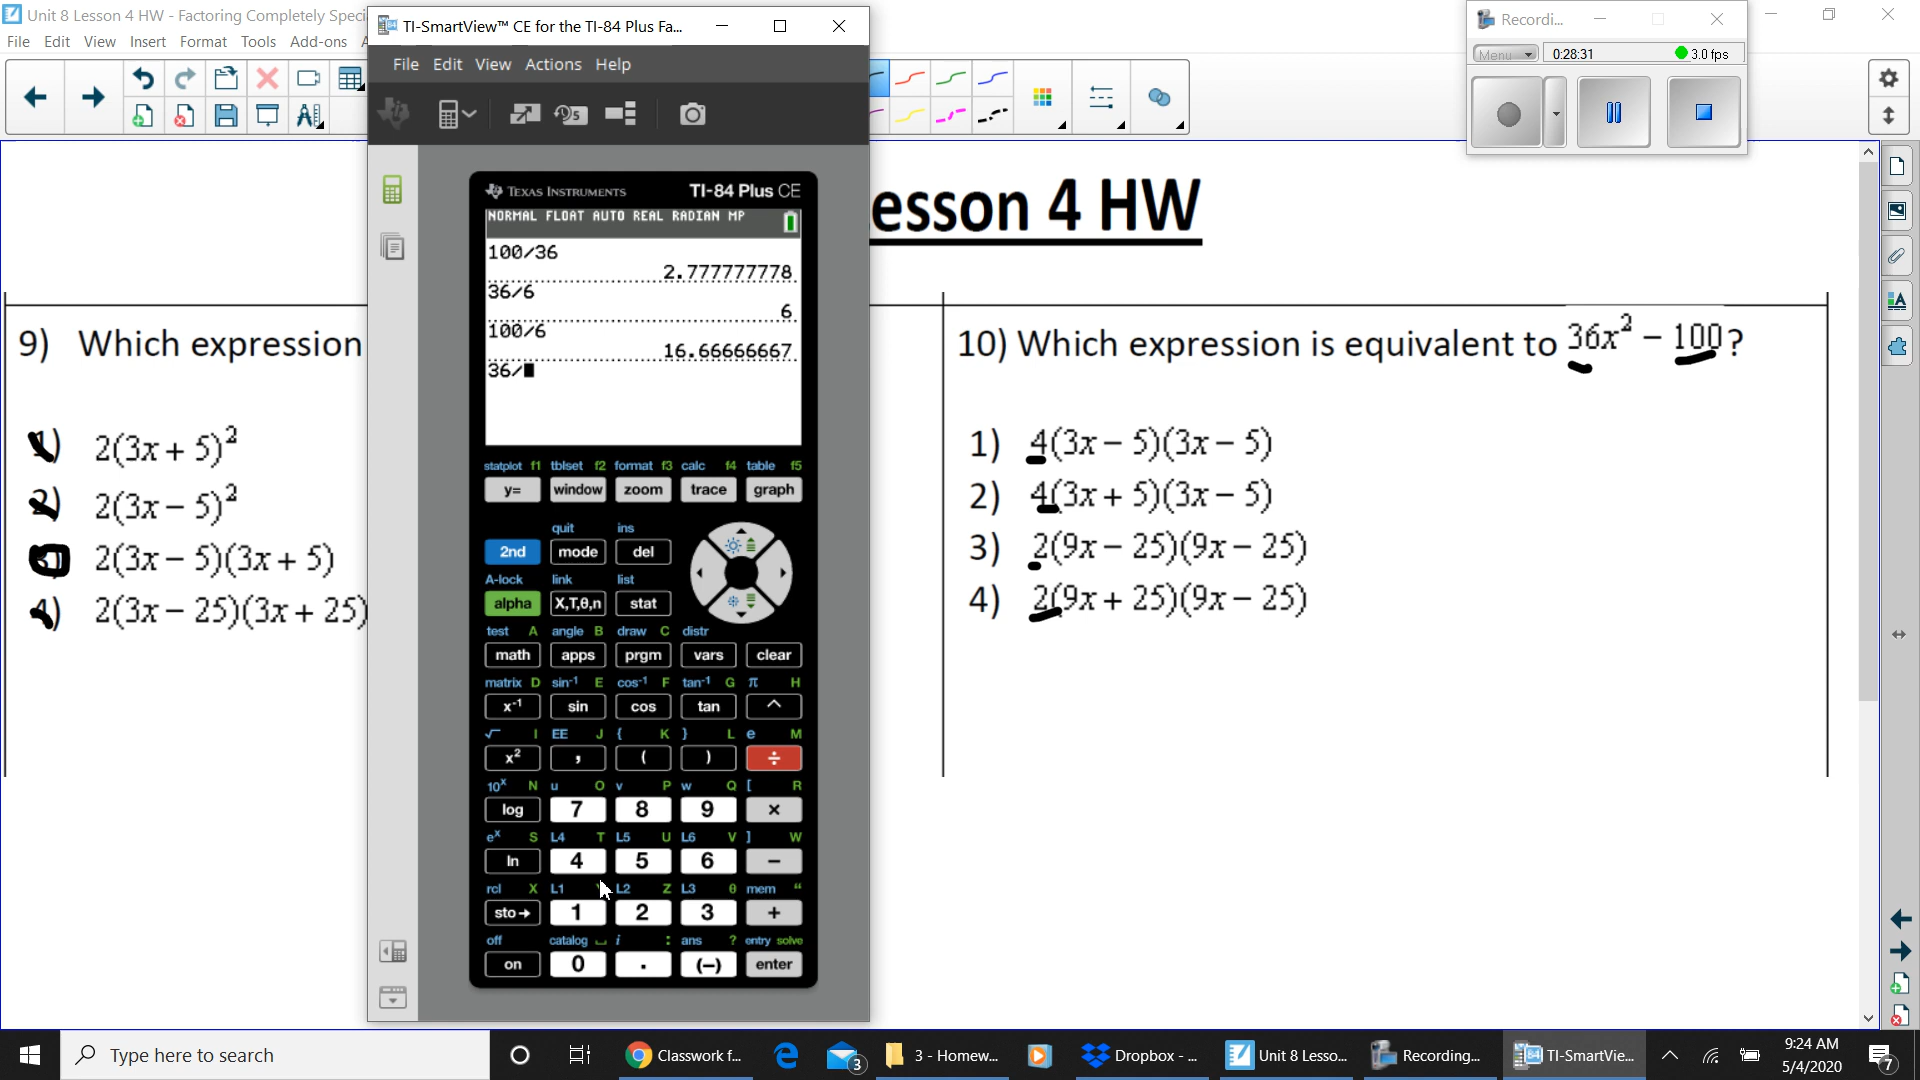 Unit 8 Lesson 4 HW - Factoring Completely Speci
File Edit View Insert Format Tools Add-ons
TI-SmartView™ CE for the TI-84 Plus Fa...
File Edit View Actions Help
Recordi...
Menu 0:28:31 3.0 fps
TEXAS INSTRUMENTS TI-84 Plus CE
NORMAL FLOAT AUTO REAL RADIAN MP
100/36
2.777777778
36/6
6
100/6
16.66666667
36/
statplot f1 tblset f2 format f3 calc f4 table f5
y= window zoom trace graph
quit ins
2nd mode del
A-lock link list
alpha X,T,θ,n stat
test A angle B draw C distr
math apps prgm vars clear
matrix D sin⁻¹ E cos⁻¹ F tan⁻¹ G π H
x⁻¹ sin cos tan ^
√ I EE J { K } L e M
x² , ( ) ÷
10ˣ N u O v P w Q [ R
log 7 8 9 ×
eˣ S L4 T L5 U L6 V ] W
ln 4 5 6 −
rcl X L1 L2 Z L3 θ mem “
sto→ 1 2 3 +
off catalog i : ans ? entry solve
on 0 . (−) enter
esson 4 HW
9) Which expression
1) 2(3x + 5)²
2) 2(3x − 5)²
3) 2(3x − 5)(3x + 5)
4) 2(3x − 25)(3x + 25)
10) Which expression is equivalent to 36x² − 100?
1) 4(3x − 5)(3x − 5)
2) 4(3x + 5)(3x − 5)
3) 2(9x − 25)(9x − 25)
4) 2(9x + 25)(9x − 25)
Type here to search
3
Classwork f...
3 - Homew...
Dropbox - ...
Unit 8 Lesso...
Recording...
TI-SmartVie...
9:24 AM
5/4/2020
7